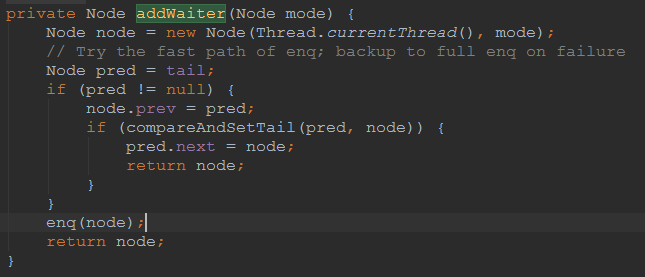 private Node addWaiter(Node mode) {
    Node node = new Node(Thread.currentThread(), mode);
    // Try the fast path of enq; backup to full enq on failure
    Node pred = tail;
    if (pred != null) {
        node.prev = pred;
        if (compareAndSetTail(pred, node)) {
            pred.next = node;
            return node;
        }
    }
    enq(node);
    return node;
}